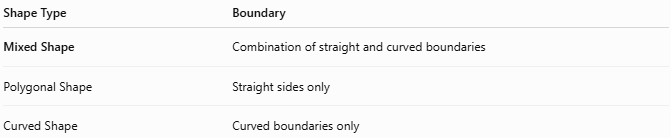 Shape Type Boundary
Mixed Shape Combination of straight and curved boundaries
Polygonal Shape Straight sides only
Curved Shape Curved boundaries only